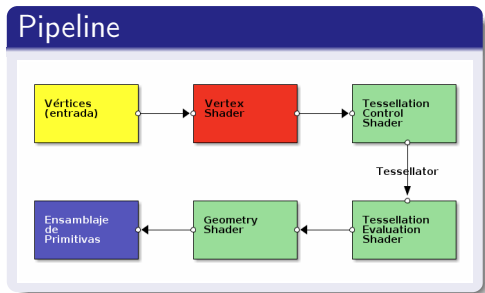 Pipeline
Vértices
(entrada)
Vertex
Shader
Tessellation
Control
Shader
Tessellator
Ensamblaje
de
Primitivas
Geometry
Shader
Tessellation
Evaluation
Shader